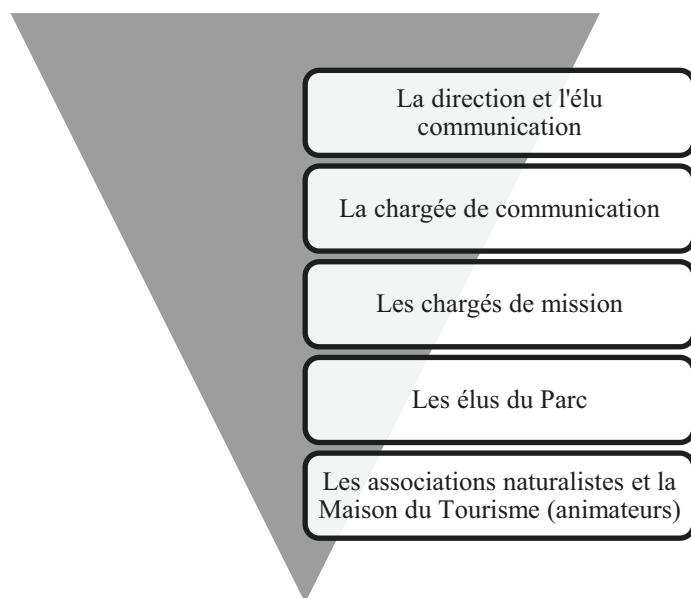 La direction et l'élu
communication
La chargée de communication
Les chargés de mission
Les élus du Parc
Les associations naturalistes et la
Maison du Tourisme (animateurs)